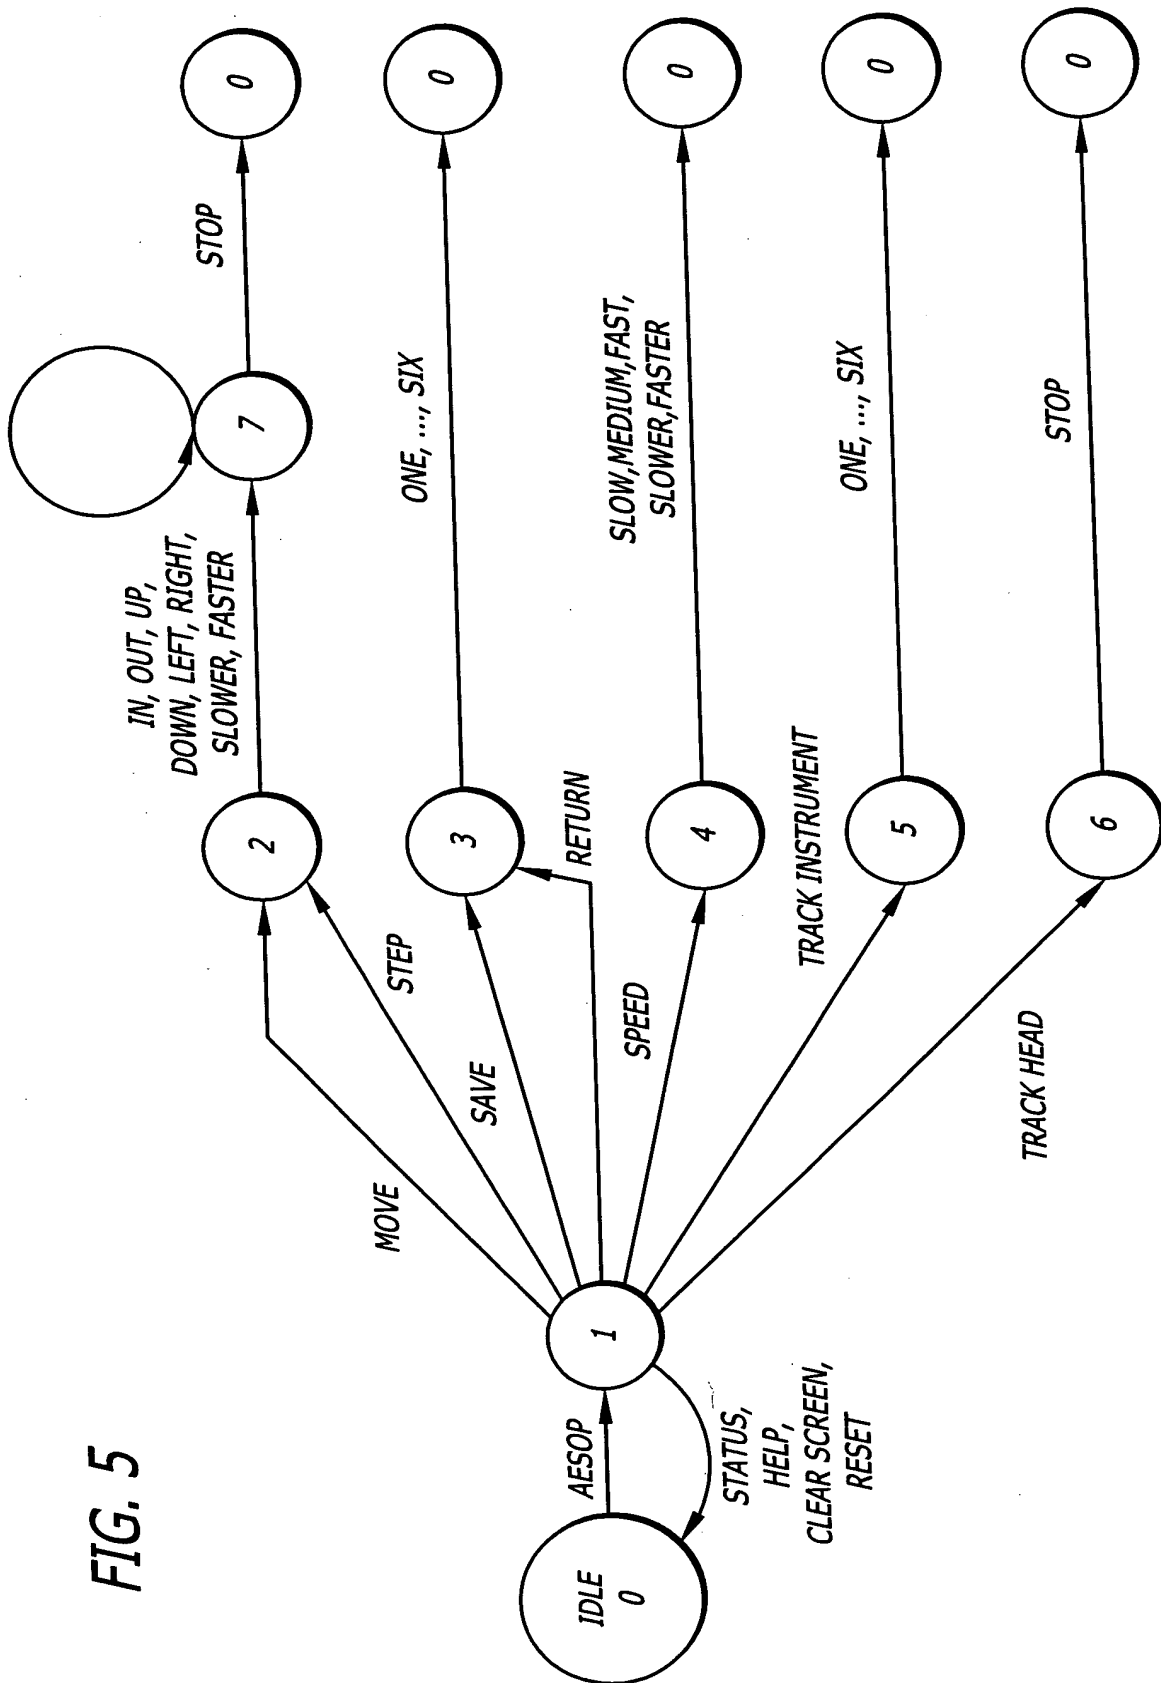 FIG. 5
IDLE
0
AESOP
STATUS,
HELP,
CLEAR SCREEN,
RESET
1
MOVE
STEP
SAVE
RETURN
SPEED
TRACK INSTRUMENT
TRACK HEAD
2
IN, OUT, UP,
DOWN, LEFT, RIGHT,
SLOWER, FASTER
7
STOP
0
3
ONE, ..., SIX
0
4
SLOW, MEDIUM, FAST,
SLOWER, FASTER
0
5
ONE, ..., SIX
0
6
STOP
0